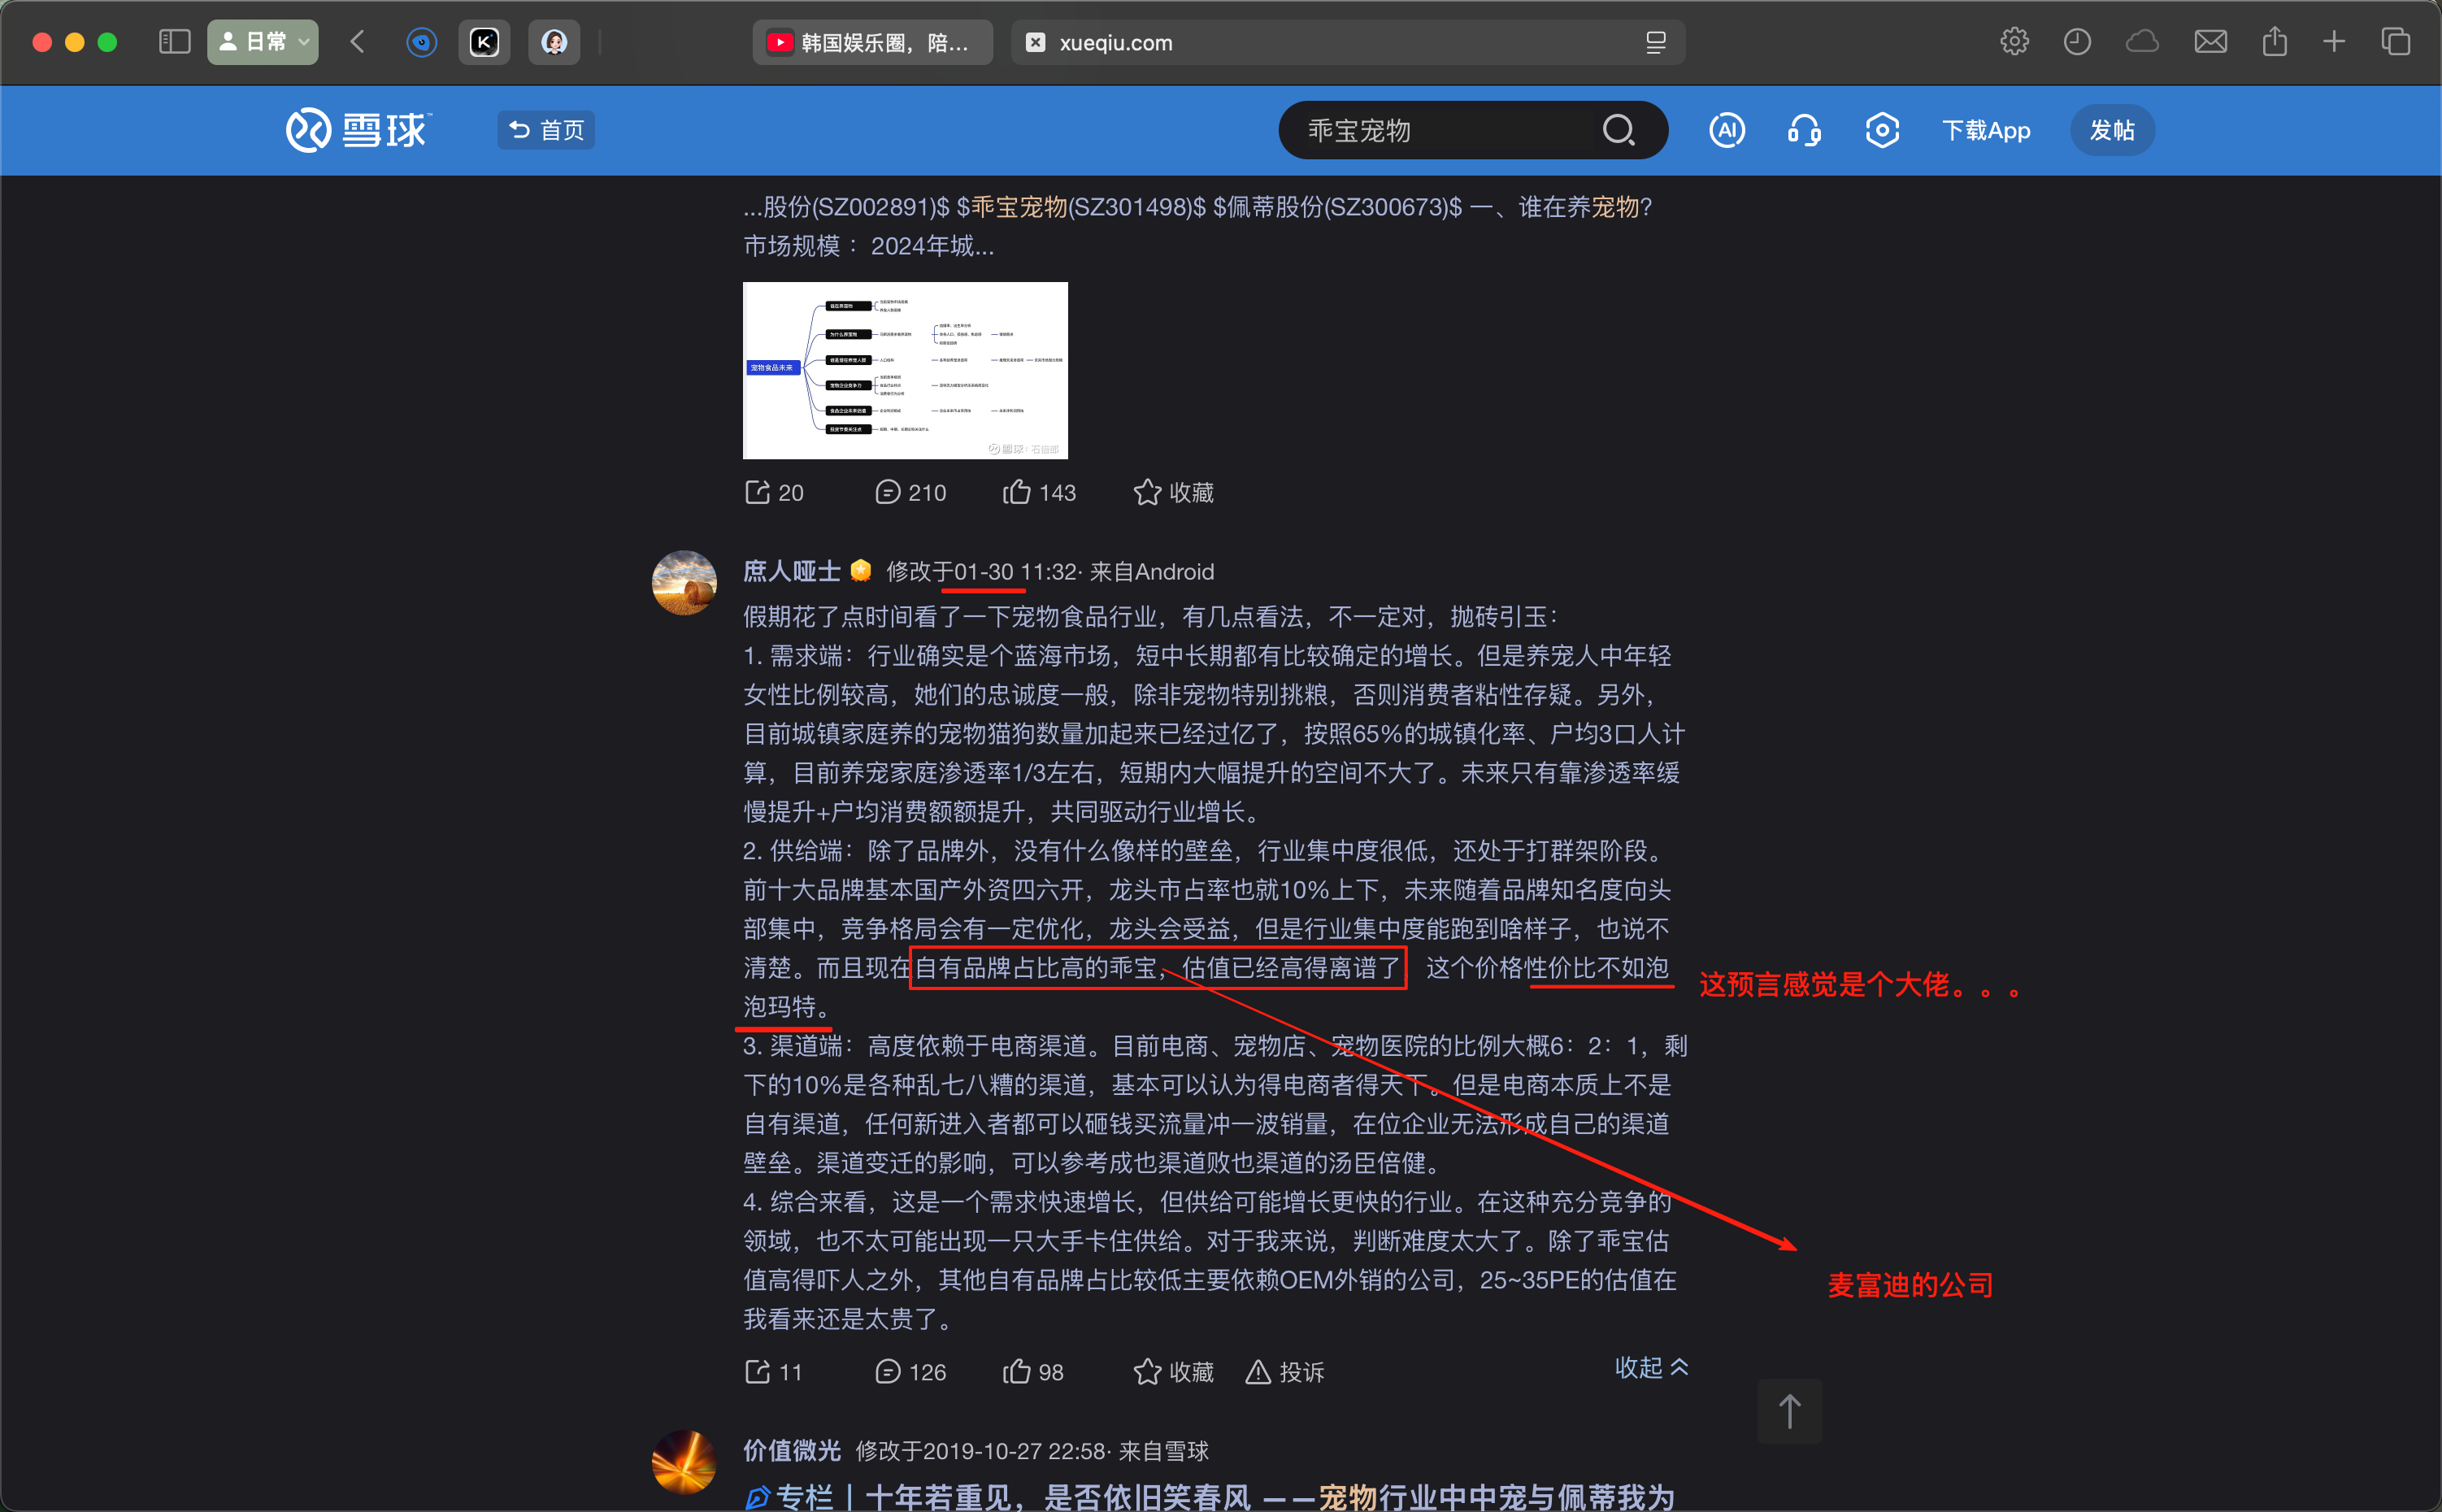 日常
韩国娱乐圈，陪...
xueqiu.com
雪球
首页
乖宝宠物
AI
下载App
发帖
...股份(SZ002891)$ $乖宝宠物(SZ301498)$ $佩蒂股份(SZ300673)$ 一、谁在养宠物?
市场规模 ：2024年城...
宠物食品未来
谁在养宠物
为什么养宠物
宠物企业竞争力
20
210
143
收藏
庶人哑士 修改于01-30 11:32· 来自Android
假期花了点时间看了一下宠物食品行业，有几点看法，不一定对，抛砖引玉：
1. 需求端：行业确实是个蓝海市场，短中长期都有比较确定的增长。但是养宠人中年轻
女性比例较高，她们的忠诚度一般，除非宠物特别挑粮，否则消费者粘性存疑。另外，
目前城镇家庭养的宠物猫狗数量加起来已经过亿了，按照65%的城镇化率、户均3口人计
算，目前养宠家庭渗透率1/3左右，短期内大幅提升的空间不大了。未来只有靠渗透率缓
慢提升+户均消费额额提升，共同驱动行业增长。
2. 供给端：除了品牌外，没有什么像样的壁垒，行业集中度很低，还处于打群架阶段。
前十大品牌基本国产外资四六开，龙头市占率也就10%上下，未来随着品牌知名度向头
部集中，竞争格局会有一定优化，龙头会受益，但是行业集中度能跑到啥样子，也说不
清楚。而且现在自有品牌占比高的乖宝，估值已经高得离谱了 这个价格性价比不如泡
泡玛特。
这预言感觉是个大佬。。。
3. 渠道端：高度依赖于电商渠道。目前电商、宠物店、宠物医院的比例大概6：2：1，剩
下的10%是各种乱七八糟的渠道，基本可以认为得电商者得天下。但是电商本质上不是
自有渠道，任何新进入者都可以砸钱买流量冲一波销量，在位企业无法形成自己的渠道
壁垒。渠道变迁的影响，可以参考成也渠道败也渠道的汤臣倍健。
4. 综合来看，这是一个需求快速增长，但供给可能增长更快的行业。在这种充分竞争的
领域，也不太可能出现一只大手卡住供给。对于我来说，判断难度太大了。除了乖宝估
值高得吓人之外，其他自有品牌占比较低主要依赖OEM外销的公司，25~35PE的估值在
我看来还是太贵了。
麦富迪的公司
11
126
98
收藏
投诉
收起
价值微光 修改于2019-10-27 22:58· 来自雪球
专栏 | 十年若重见，是否依旧笑春风 ——宠物行业中中宠与佩蒂我为